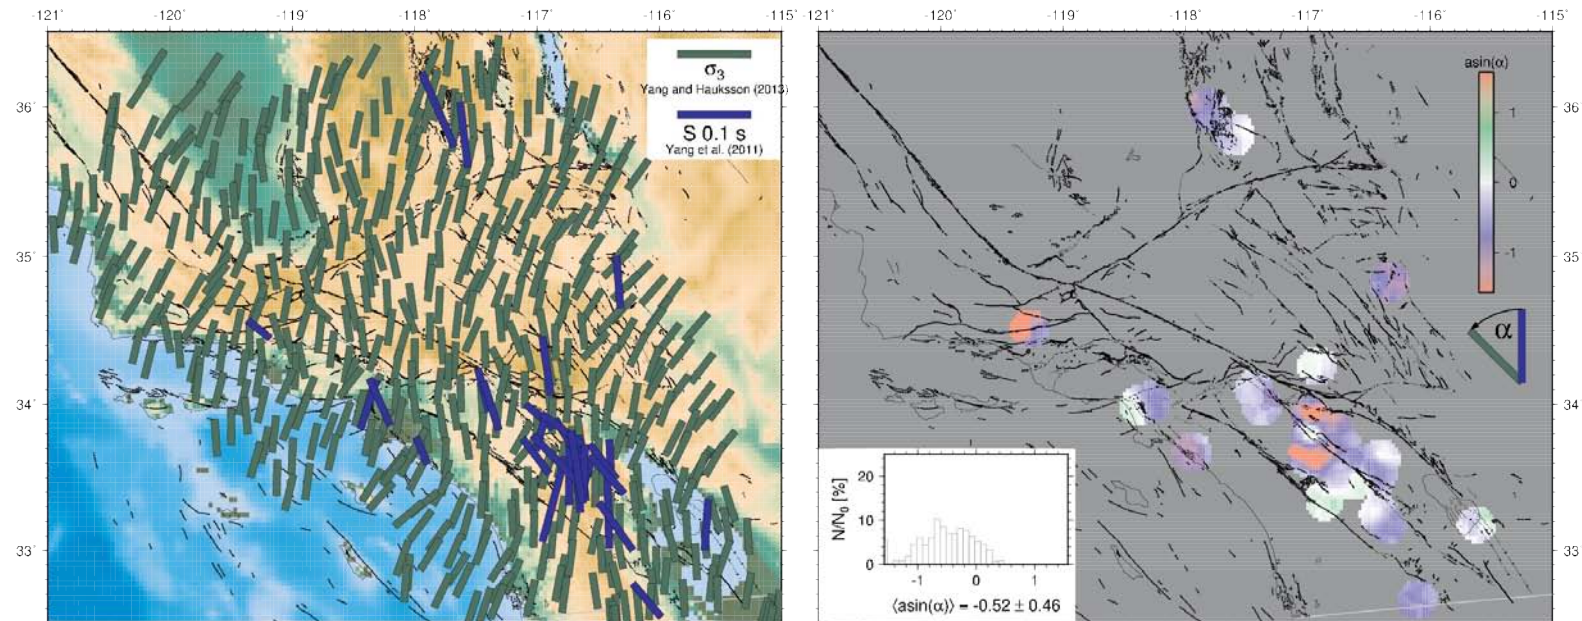 -121° -120° -119° -118° -117° -116° -115°
36°
35°
34°
33°
σ₃
Yang and Hauksson (2013)
S 0.1 s
Yang et al. (2011)
-121° -120° -119° -118° -117° -116° -115°
36°
35°
34°
33°
asin(α)
1
0
-1
α
N/N₀ [%]
20
10
0
-1 0 1
⟨asin(α)⟩ = -0.52 ± 0.46